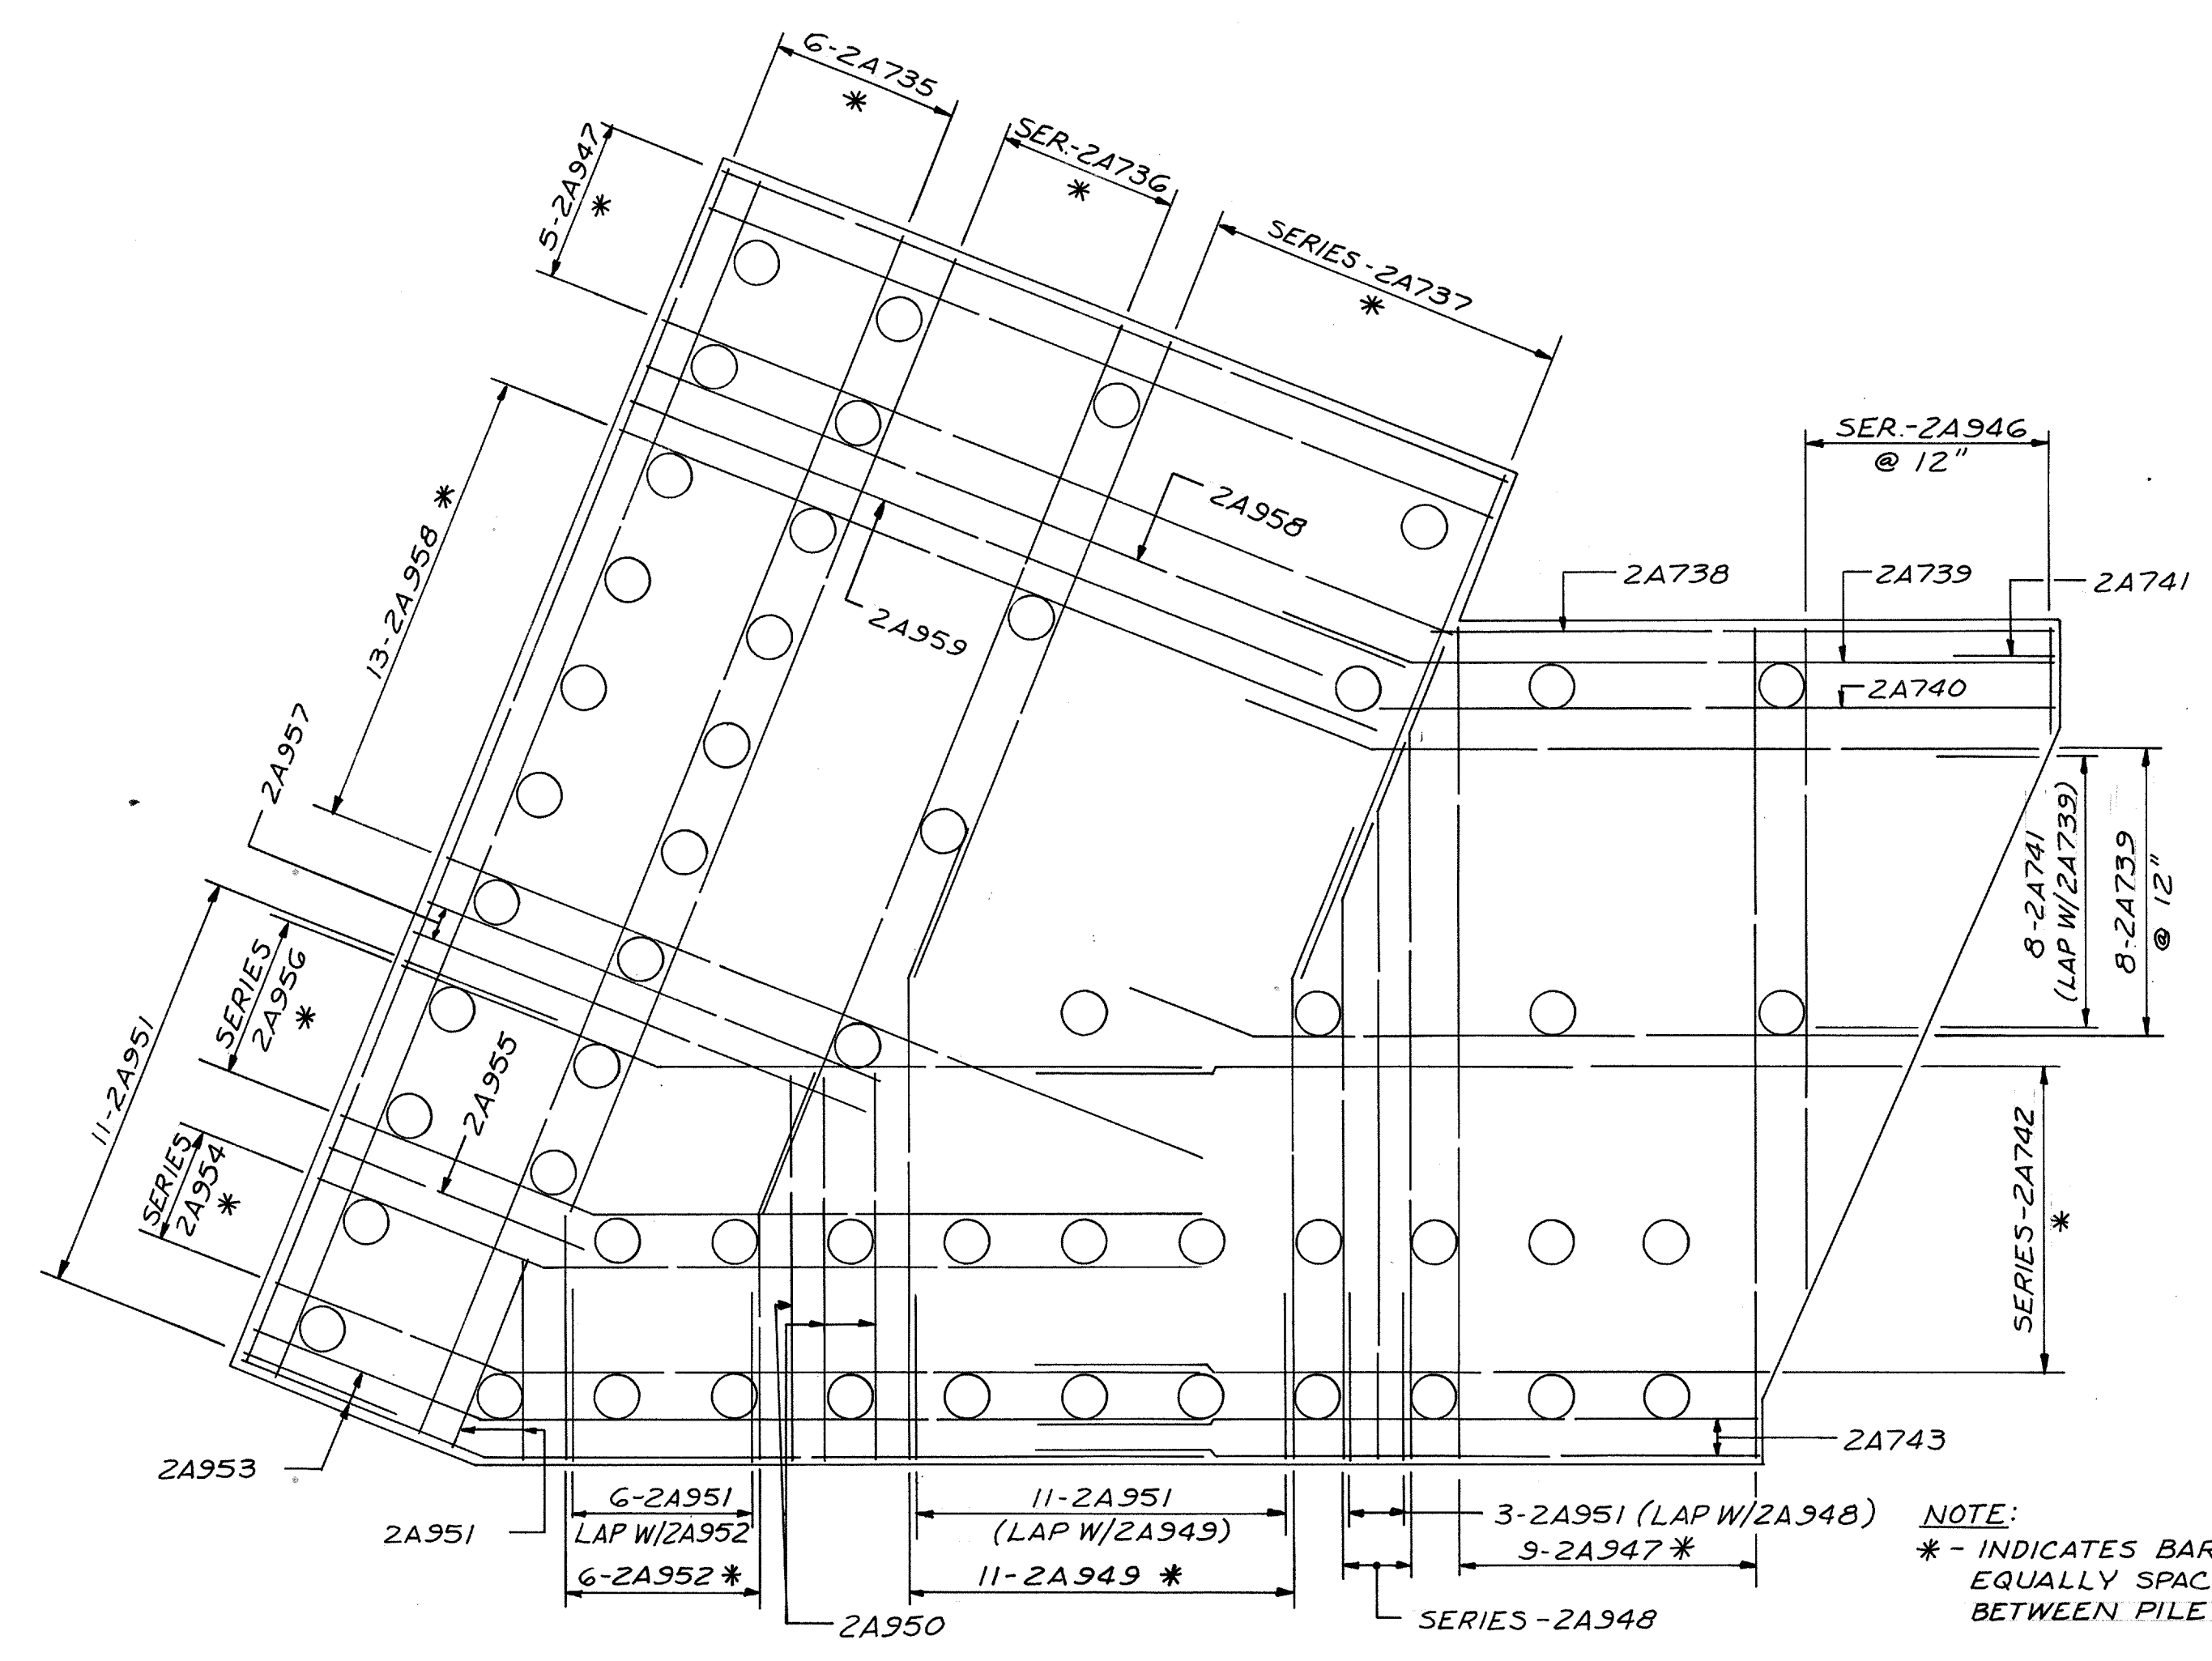 6-2A735
*
SER.-2A736
*
SERIES-2A737
*
5-2A947
*
SER.-2A946
@ 12"
2A958
2A738
2A739
2A741
2A959
2A740
13-2A958 *
2A957
8-2A741
(LAP W/2A739)
8-2A739
@ 12"
11-2A951
SERIES
2A956
*
2A955
SERIES
2A954
*
SERIES-2A742
*
2A953
2A951
2A743
6-2A951
LAP W/2A952
6-2A952 *
11-2A951
(LAP W/2A949)
11-2A949 *
3-2A951 (LAP W/2A948)
9-2A947 *
2A950
SERIES-2A948
NOTE:
* - INDICATES BAR
EQUALLY SPAC
BETWEEN PILE